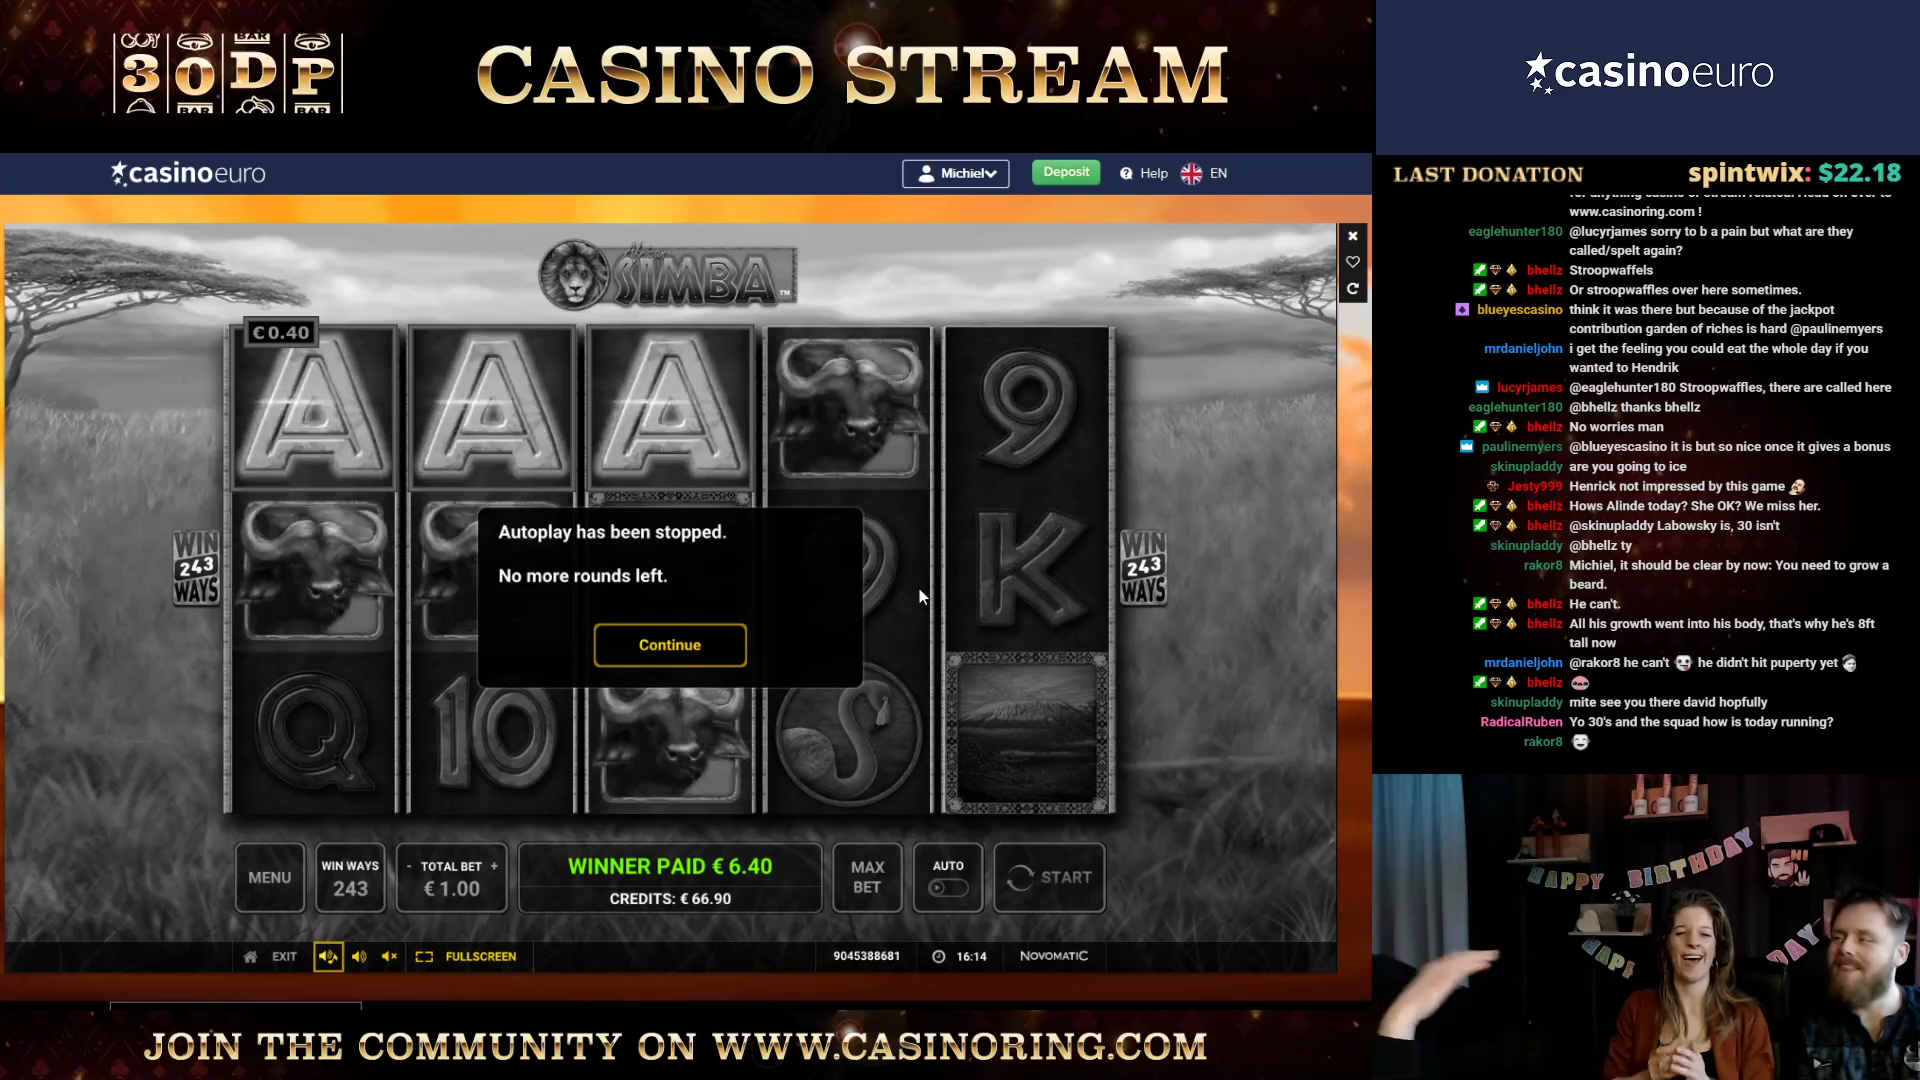 3 0 D P
BAR
BAR
BAR
CASINO STREAM
casinoeuro
casinoeuro
Michiel
Deposit
Help
EN
LAST DONATION
spintwix: $22.18
www.casinoring.com !
eaglehunter180 @lucyrjames sorry to b a pain but what are they
called/spelt again?
bhellz Stroopwaffels
bhellz Or stroopwaffles over here sometimes.
blueyescasino think it was there but because of the jackpot
contribution garden of riches is hard @paulinemyers
mrdanieljohn i get the feeling you could eat the whole day if you
wanted to Hendrik
lucyrjames @eaglehunter180 Stroopwaffles, there are called here
eaglehunter180 @bhellz thanks bhellz
bhellz No worries man
paulinemyers @blueyescasino it is but so nice once it gives a bonus
skinupladdy are you going to ice
Jesty999 Henrick not impressed by this game
bhellz Hows Alinde today? She OK? We miss her.
bhellz @skinupladdy Labowsky is, 30 isn't
skinupladdy @bhellz ty
rakor8 Michiel, it should be clear by now: You need to grow a
beard.
bhellz He can't.
bhellz All his growth went into his body, that's why he's 8ft
tall now
mrdanieljohn @rakor8 he can't he didn't hit puperty yet
bhellz
skinupladdy mite see you there david hopfully
RadicalRuben Yo 30's and the squad how is today running?
rakor8
African
SIMBA™
€ 0.40
A A A 9
WIN
243
WAYS
K
WIN
243
WAYS
Q 10
Autoplay has been stopped.
No more rounds left.
Continue
MENU
WIN WAYS
243
- TOTAL BET +
€ 1.00
WINNER PAID € 6.40
CREDITS: € 66.90
MAX
BET
AUTO
START
EXIT
FULLSCREEN
9045388681
16:14
NOVOMATIC
HAPPY BIRTHDAY
HI
HAPP
DAY
JOIN THE COMMUNITY ON WWW.CASINORING.COM